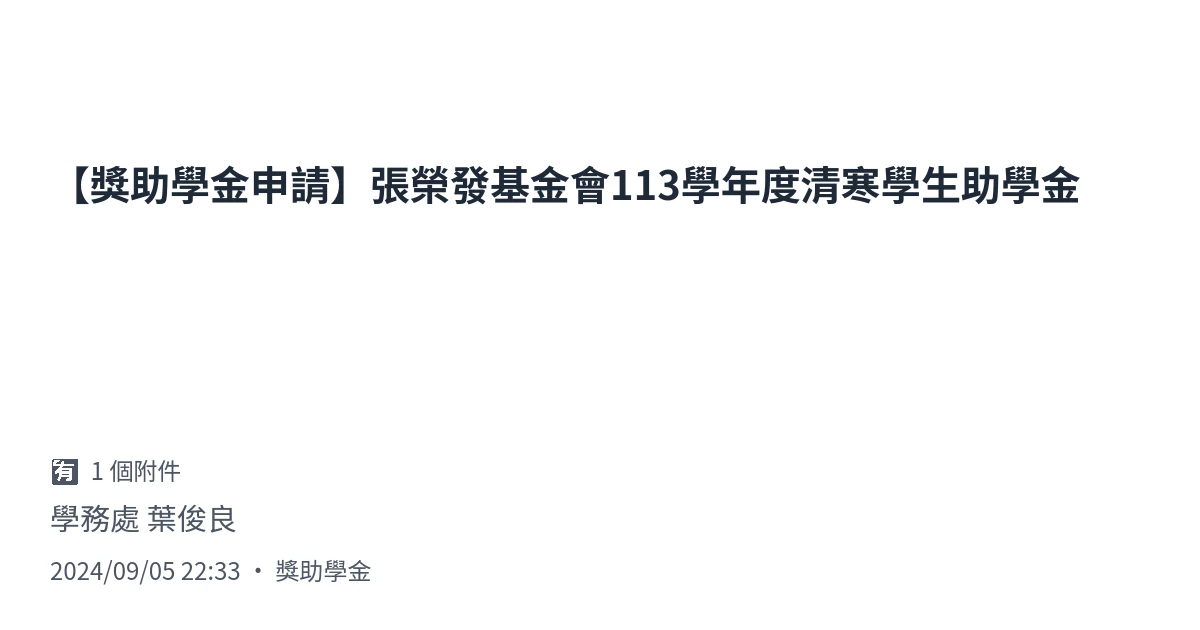 【獎助學金申請】張榮發基金會113學年度清寒學生助學金
🈶 1 個附件
學務處 葉俊良
2024/09/05 22:33 • 獎助學金